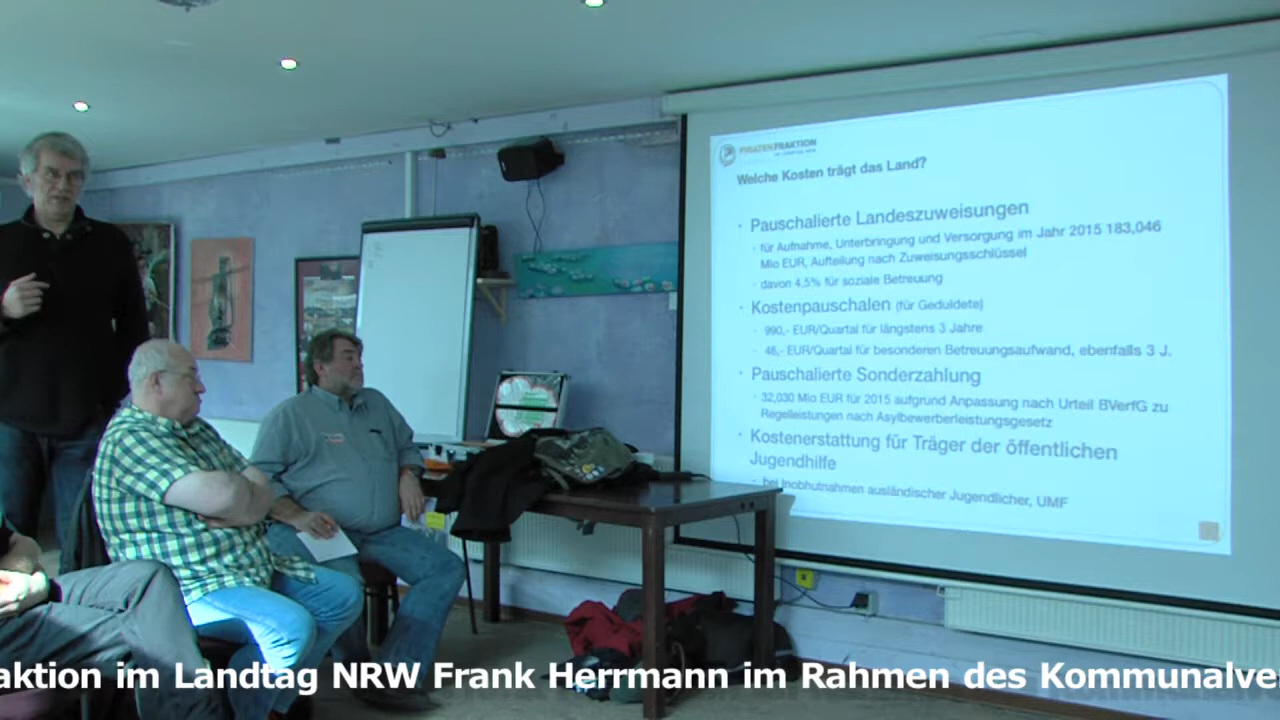 PIRATENFRAKTION
IM LANDTAG NRW
Welche Kosten trägt das Land?
• Pauschalierte Landeszuweisungen
• für Aufnahme, Unterbringung und Versorgung im Jahr 2015 183,046
Mio EUR, Aufteilung nach Zuweisungsschlüssel
• davon 4,5% für soziale Betreuung
• Kostenpauschalen (für Geduldete)
• 990,- EUR/Quartal für längstens 3 Jahre
• 46,- EUR/Quartal für besonderen Betreuungsaufwand, ebenfalls 3 J.
• Pauschalierte Sonderzahlung
• 32,030 Mio EUR für 2015 aufgrund Anpassung nach Urteil BVerfG zu
Regelleistungen nach Asylbewerberleistungsgesetz
• Kostenerstattung für Träger der öffentlichen
Jugendhilfe
• bei Inobhutnahmen ausländischer Jugendlicher, UMF
aktion im Landtag NRW Frank Herrmann im Rahmen des Kommunalve